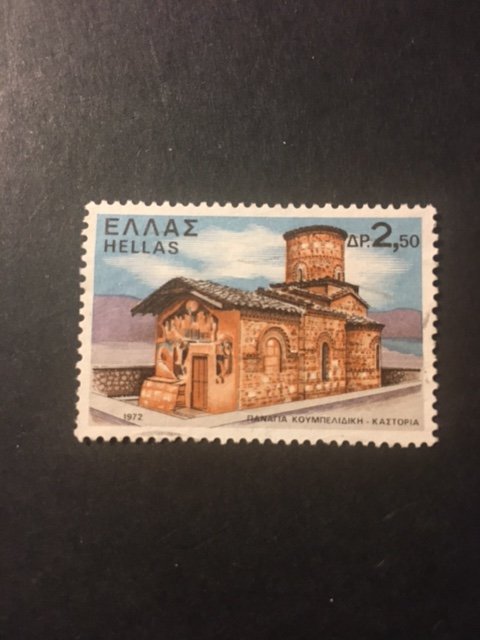 ΕΛΛΑΣ
HELLAS
ΔΡ. 2,50
1972
ΠΑΝΑΓΙΑ ΚΟΥΜΠΕΛΙΔΙΚΗ - ΚΑΣΤΟΡΙΑ